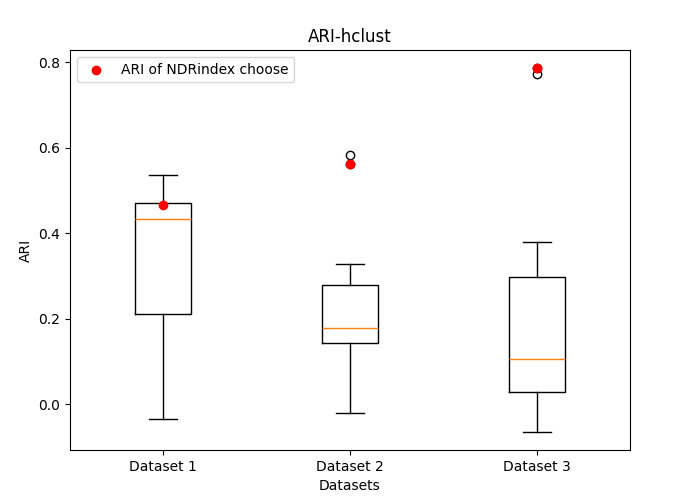 ARI-hclust
ARI of NDRindex choose
0.8
0.6
0.4
0.2
0.0
ARI
Dataset 1
Dataset 2
Dataset 3
Datasets